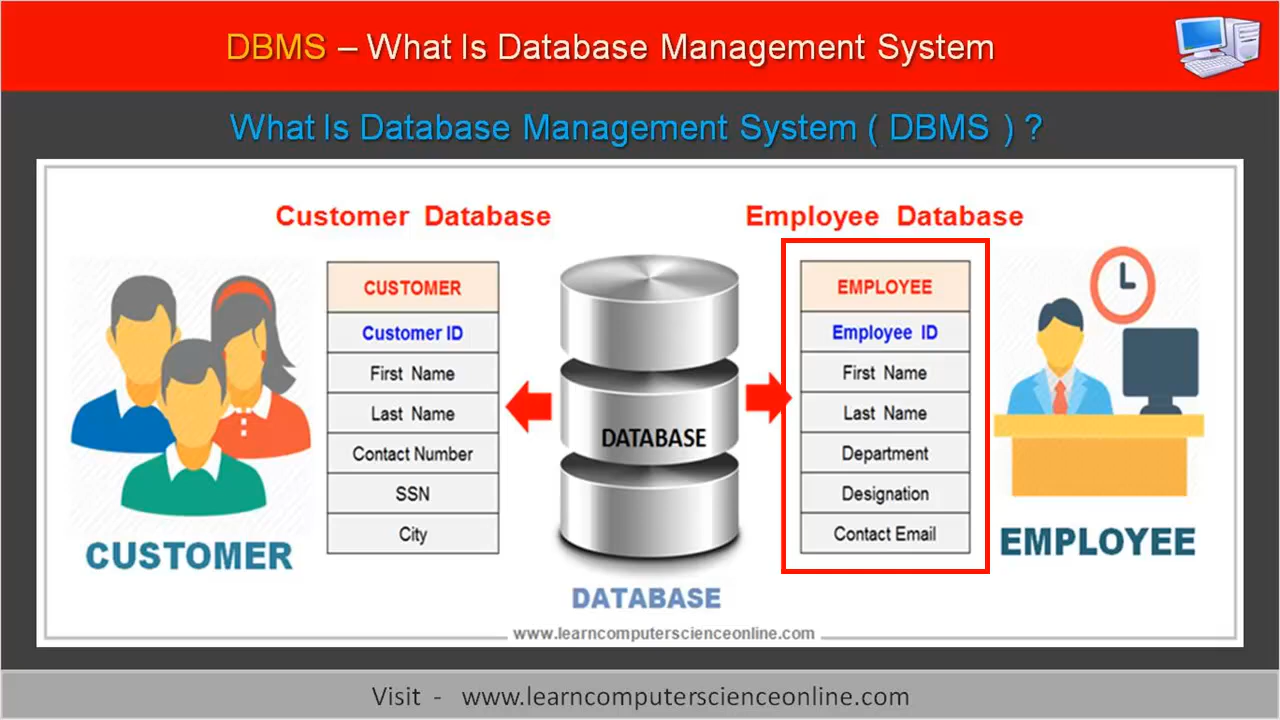 DBMS – What Is Database Management System
What Is Database Management System ( DBMS ) ?
Customer Database
Employee Database
CUSTOMER
Customer ID
First Name
Last Name
Contact Number
SSN
City
CUSTOMER
DATABASE
DATABASE
EMPLOYEE
Employee ID
First Name
Last Name
Department
Designation
Contact Email
EMPLOYEE
www.learncomputerscienceonline.com
Visit - www.learncomputerscienceonline.com